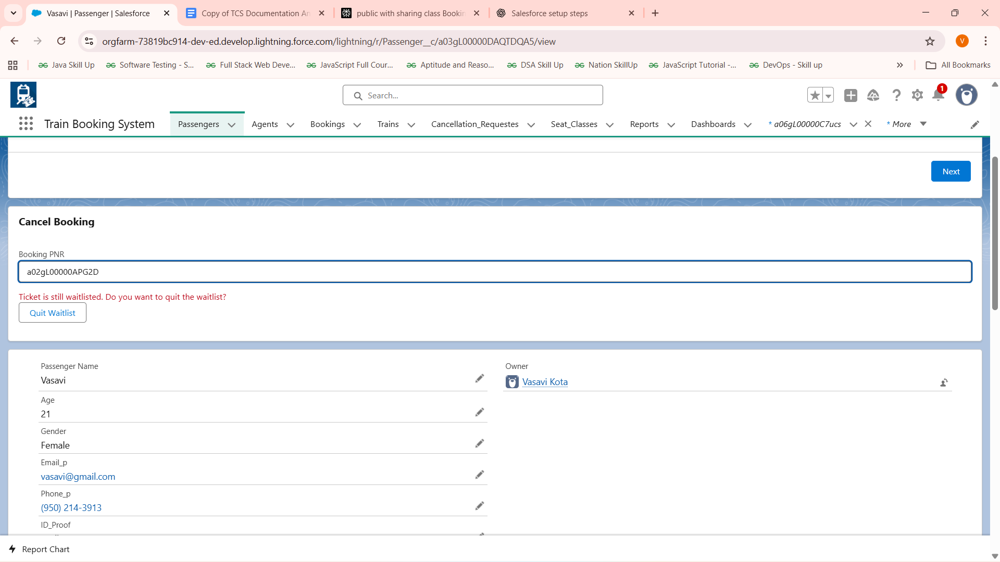 Vasavi | Passenger | Salesforce
Copy of TCS Documentation An
public with sharing class Bookin
Salesforce setup steps
orgfarm-73819bc914-dev-ed.develop.lightning.force.com/lightning/r/Passenger__c/a03gL00000DAQTDQA5/view
V
Java Skill Up
Software Testing - S...
Full Stack Web Deve...
JavaScript Full Cour...
Aptitude and Reaso...
DSA Skill Up
Nation SkillUp
JavaScript Tutorial -...
DevOps - Skill up
All Bookmarks
Search...
1
Train Booking System
Passengers
Agents
Bookings
Trains
Cancellation_Requestes
Seat_Classes
Reports
Dashboards
* a06gL00000C7ucs
* More
Next
Cancel Booking
Booking PNR
a02gL00000APG2D
Ticket is still waitlisted. Do you want to quit the waitlist?
Quit Waitlist
Passenger Name
Vasavi
Owner
Vasavi Kota
Age
21
Gender
Female
Email_p
vasavi@gmail.com
Phone_p
(950) 214-3913
ID_Proof
Report Chart